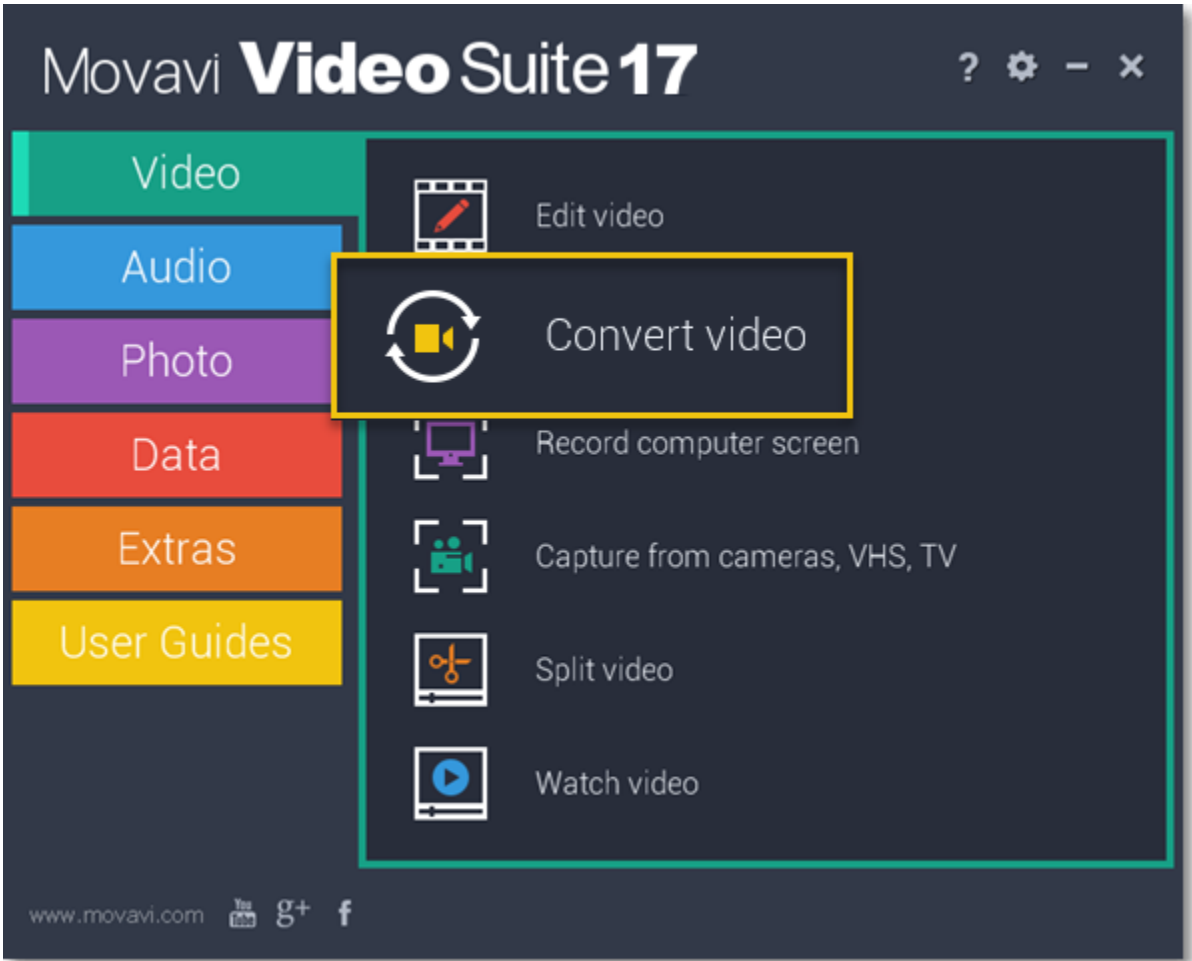 Movavi Video Suite 17
? - ×
Video
Audio
Photo
Data
Extras
User Guides
Edit video
Convert video
Record computer screen
Capture from cameras, VHS, TV
Split video
Watch video
www.movavi.com You Tube g+ f